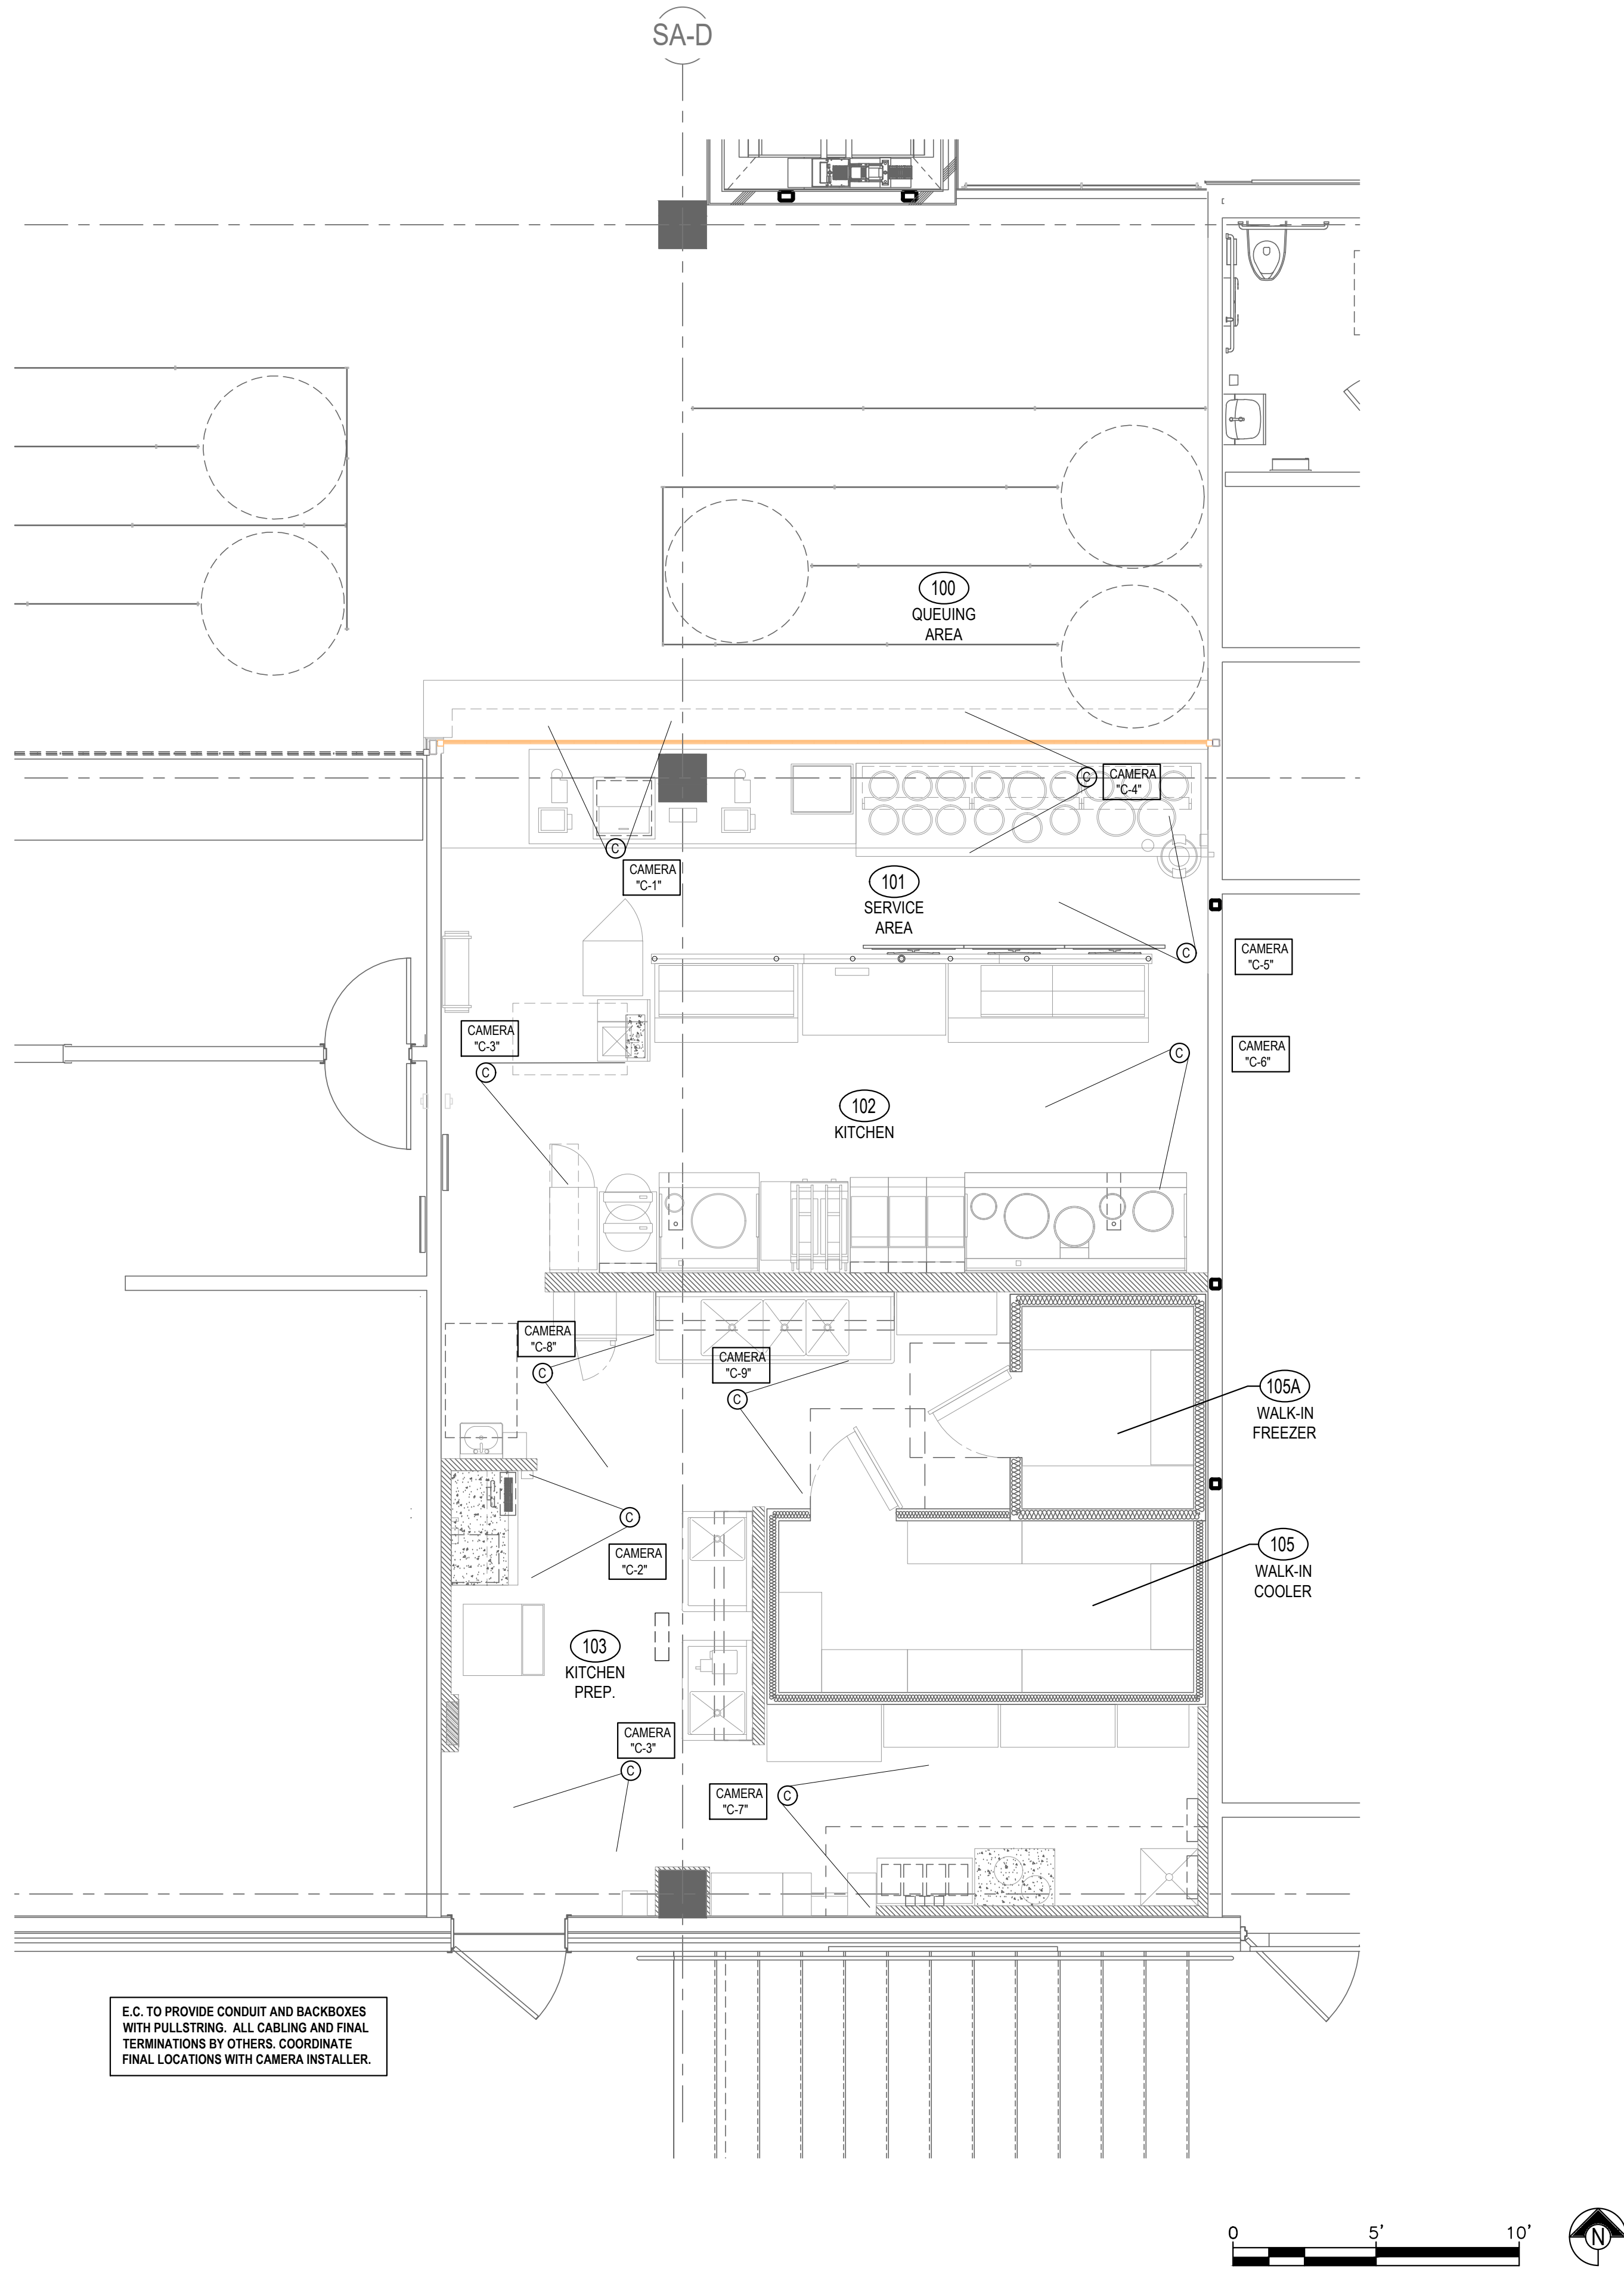 SA-D
100
QUEUING
AREA
C
CAMERA
"C-4"
C
CAMERA
"C-1"
101
SERVICE
AREA
C
CAMERA
"C-5"
CAMERA
"C-3"
C
C
CAMERA
"C-6"
102
KITCHEN
CAMERA
"C-8"
C
CAMERA
"C-9"
C
105A
WALK-IN
FREEZER
C
CAMERA
"C-2"
105
WALK-IN
COOLER
103
KITCHEN
PREP.
CAMERA
"C-3"
C
CAMERA
"C-7"
C
E.C. TO PROVIDE CONDUIT AND BACKBOXES
WITH PULLSTRING. ALL CABLING AND FINAL
TERMINATIONS BY OTHERS. COORDINATE
FINAL LOCATIONS WITH CAMERA INSTALLER.
0 5' 10'
N